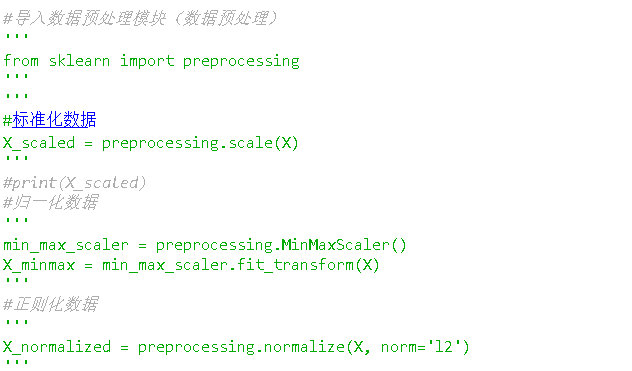 #导入数据预处理模块（数据预处理）
'''
from sklearn import preprocessing
'''
'''
#标准化数据
X_scaled = preprocessing.scale(X)
'''
#print(X_scaled)
#归一化数据
'''
min_max_scaler = preprocessing.MinMaxScaler()
X_minmax = min_max_scaler.fit_transform(X)
'''
#正则化数据
'''
X_normalized = preprocessing.normalize(X, norm='l2')
'''